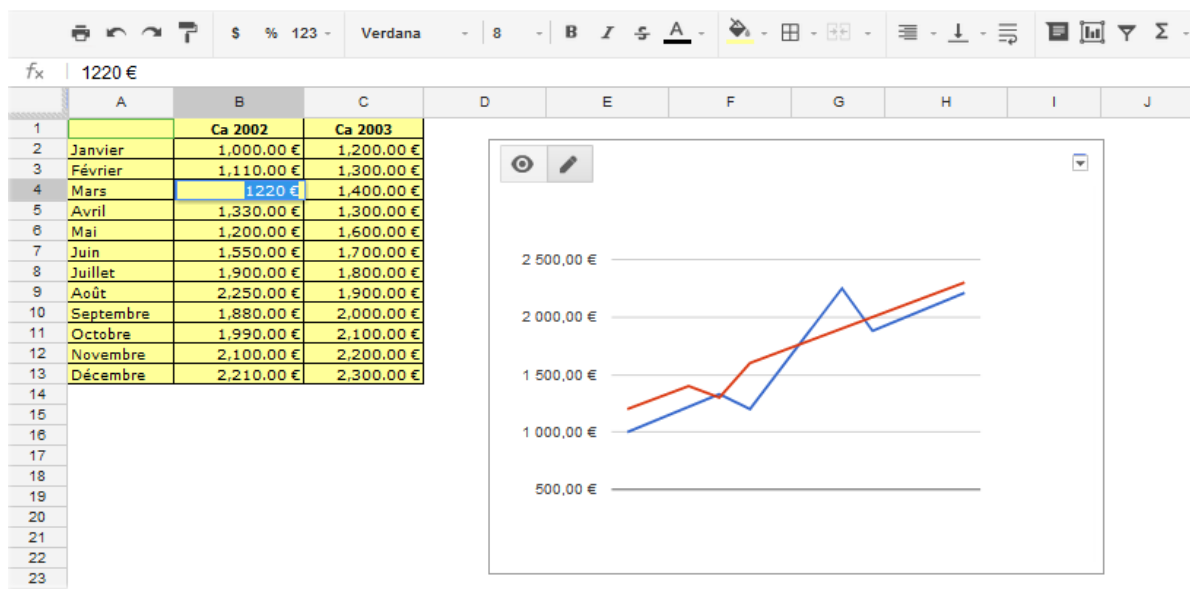 $ % 123 - Verdana 8 B I S A Σ
fx 1220 €
A B C D E F G H I J
1 Ca 2002 Ca 2003
2 Janvier 1,000.00 € 1,200.00 €
3 Février 1,110.00 € 1,300.00 €
4 Mars 1220 € 1,400.00 €
5 Avril 1,330.00 € 1,300.00 €
6 Mai 1,200.00 € 1,600.00 €
7 Juin 1,550.00 € 1,700.00 €
8 Juillet 1,900.00 € 1,800.00 €
9 Août 2,250.00 € 1,900.00 €
10 Septembre 1,880.00 € 2,000.00 €
11 Octobre 1,990.00 € 2,100.00 €
12 Novembre 2,100.00 € 2,200.00 €
13 Décembre 2,210.00 € 2,300.00 €
14
15
16
17
18
19
20
21
22
23
2 500,00 €
2 000,00 €
1 500,00 €
1 000,00 €
500,00 €